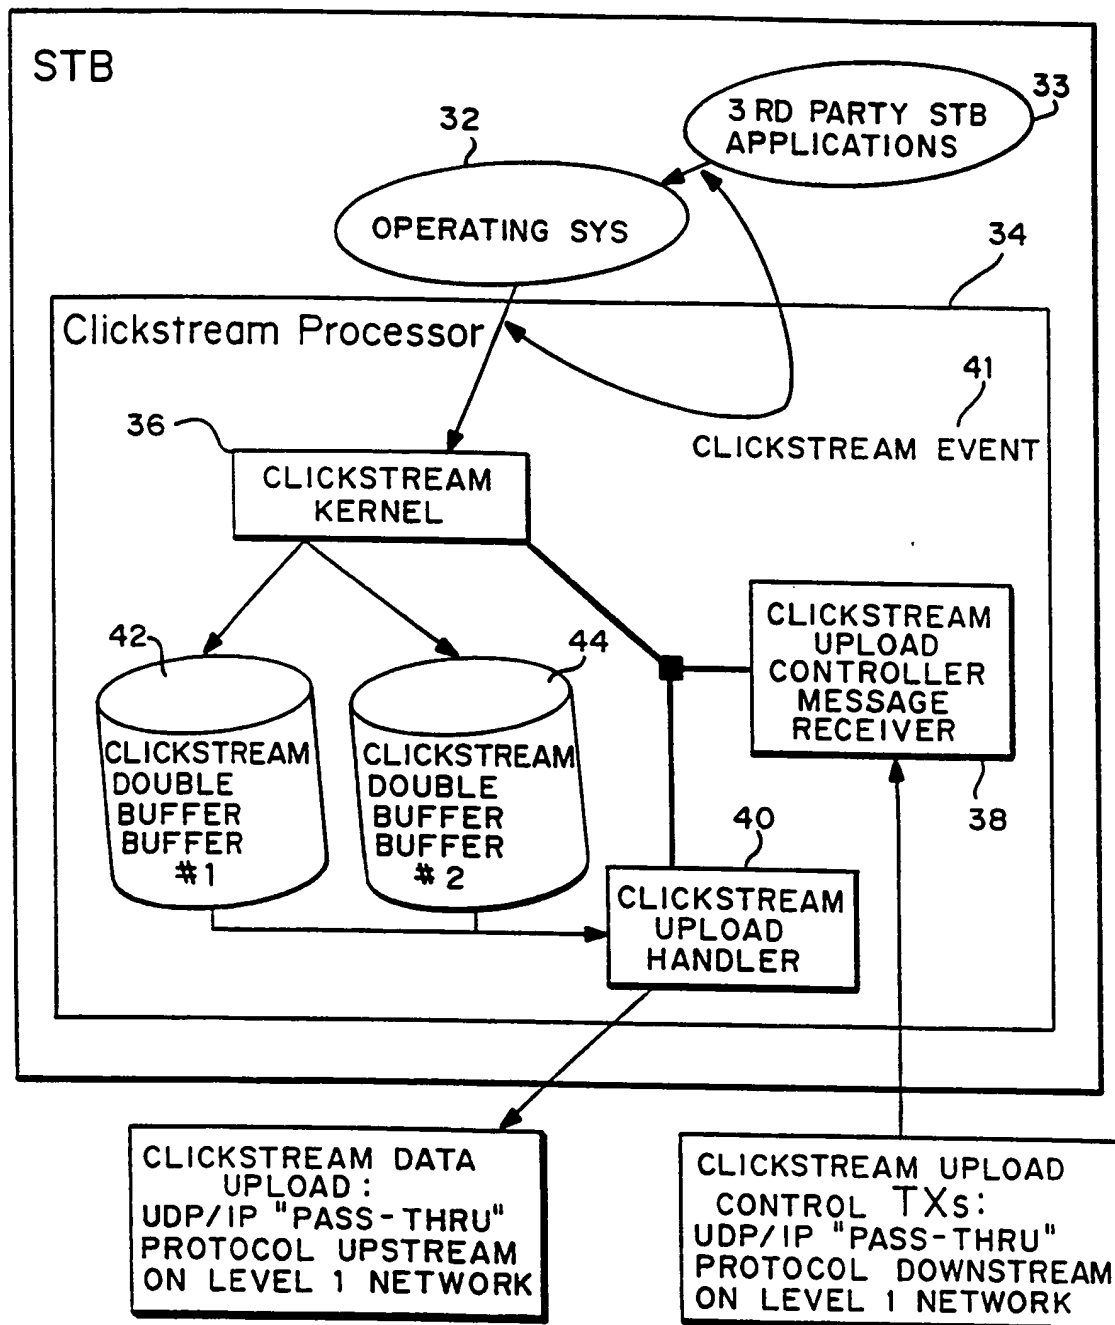 STB
33
3 RD PARTY STB
APPLICATIONS
32
OPERATING SYS
34
Clickstream Processor
41
CLICKSTREAM EVENT
36
CLICKSTREAM
KERNEL
CLICKSTREAM
UPLOAD
CONTROLLER
MESSAGE
RECEIVER
38
42
CLICKSTREAM
DOUBLE
BUFFER
BUFFER
#1
44
CLICKSTREAM
DOUBLE
BUFFER
BUFFER
#2
40
CLICKSTREAM
UPLOAD
HANDLER
CLICKSTREAM DATA
UPLOAD:
UDP/IP "PASS-THRU"
PROTOCOL UPSTREAM
ON LEVEL 1 NETWORK
CLICKSTREAM UPLOAD
CONTROL TXs:
UDP/IP "PASS-THRU"
PROTOCOL DOWNSTREAM
ON LEVEL 1 NETWORK